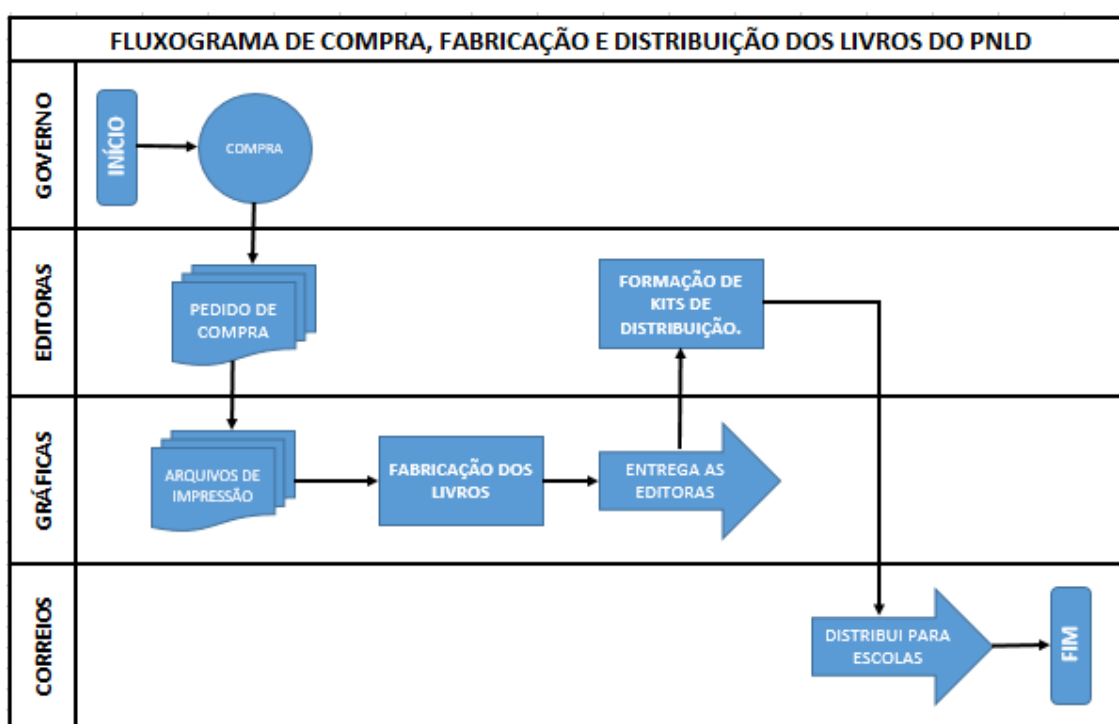 FLUXOGRAMA DE COMPRA, FABRICAÇÃO E DISTRIBUIÇÃO DOS LIVROS DO PNLD
GOVERNO
INÍCIO
COMPRA
EDITORAS
PEDIDO DE
COMPRA
FORMAÇÃO DE
KITS DE
DISTRIBUIÇÃO.
GRÁFICAS
ARQUIVOS DE
IMPRESSÃO
FABRICAÇÃO DOS
LIVROS
ENTREGA AS
EDITORAS
CORREIOS
DISTRIBUI PARA
ESCOLAS
FIM